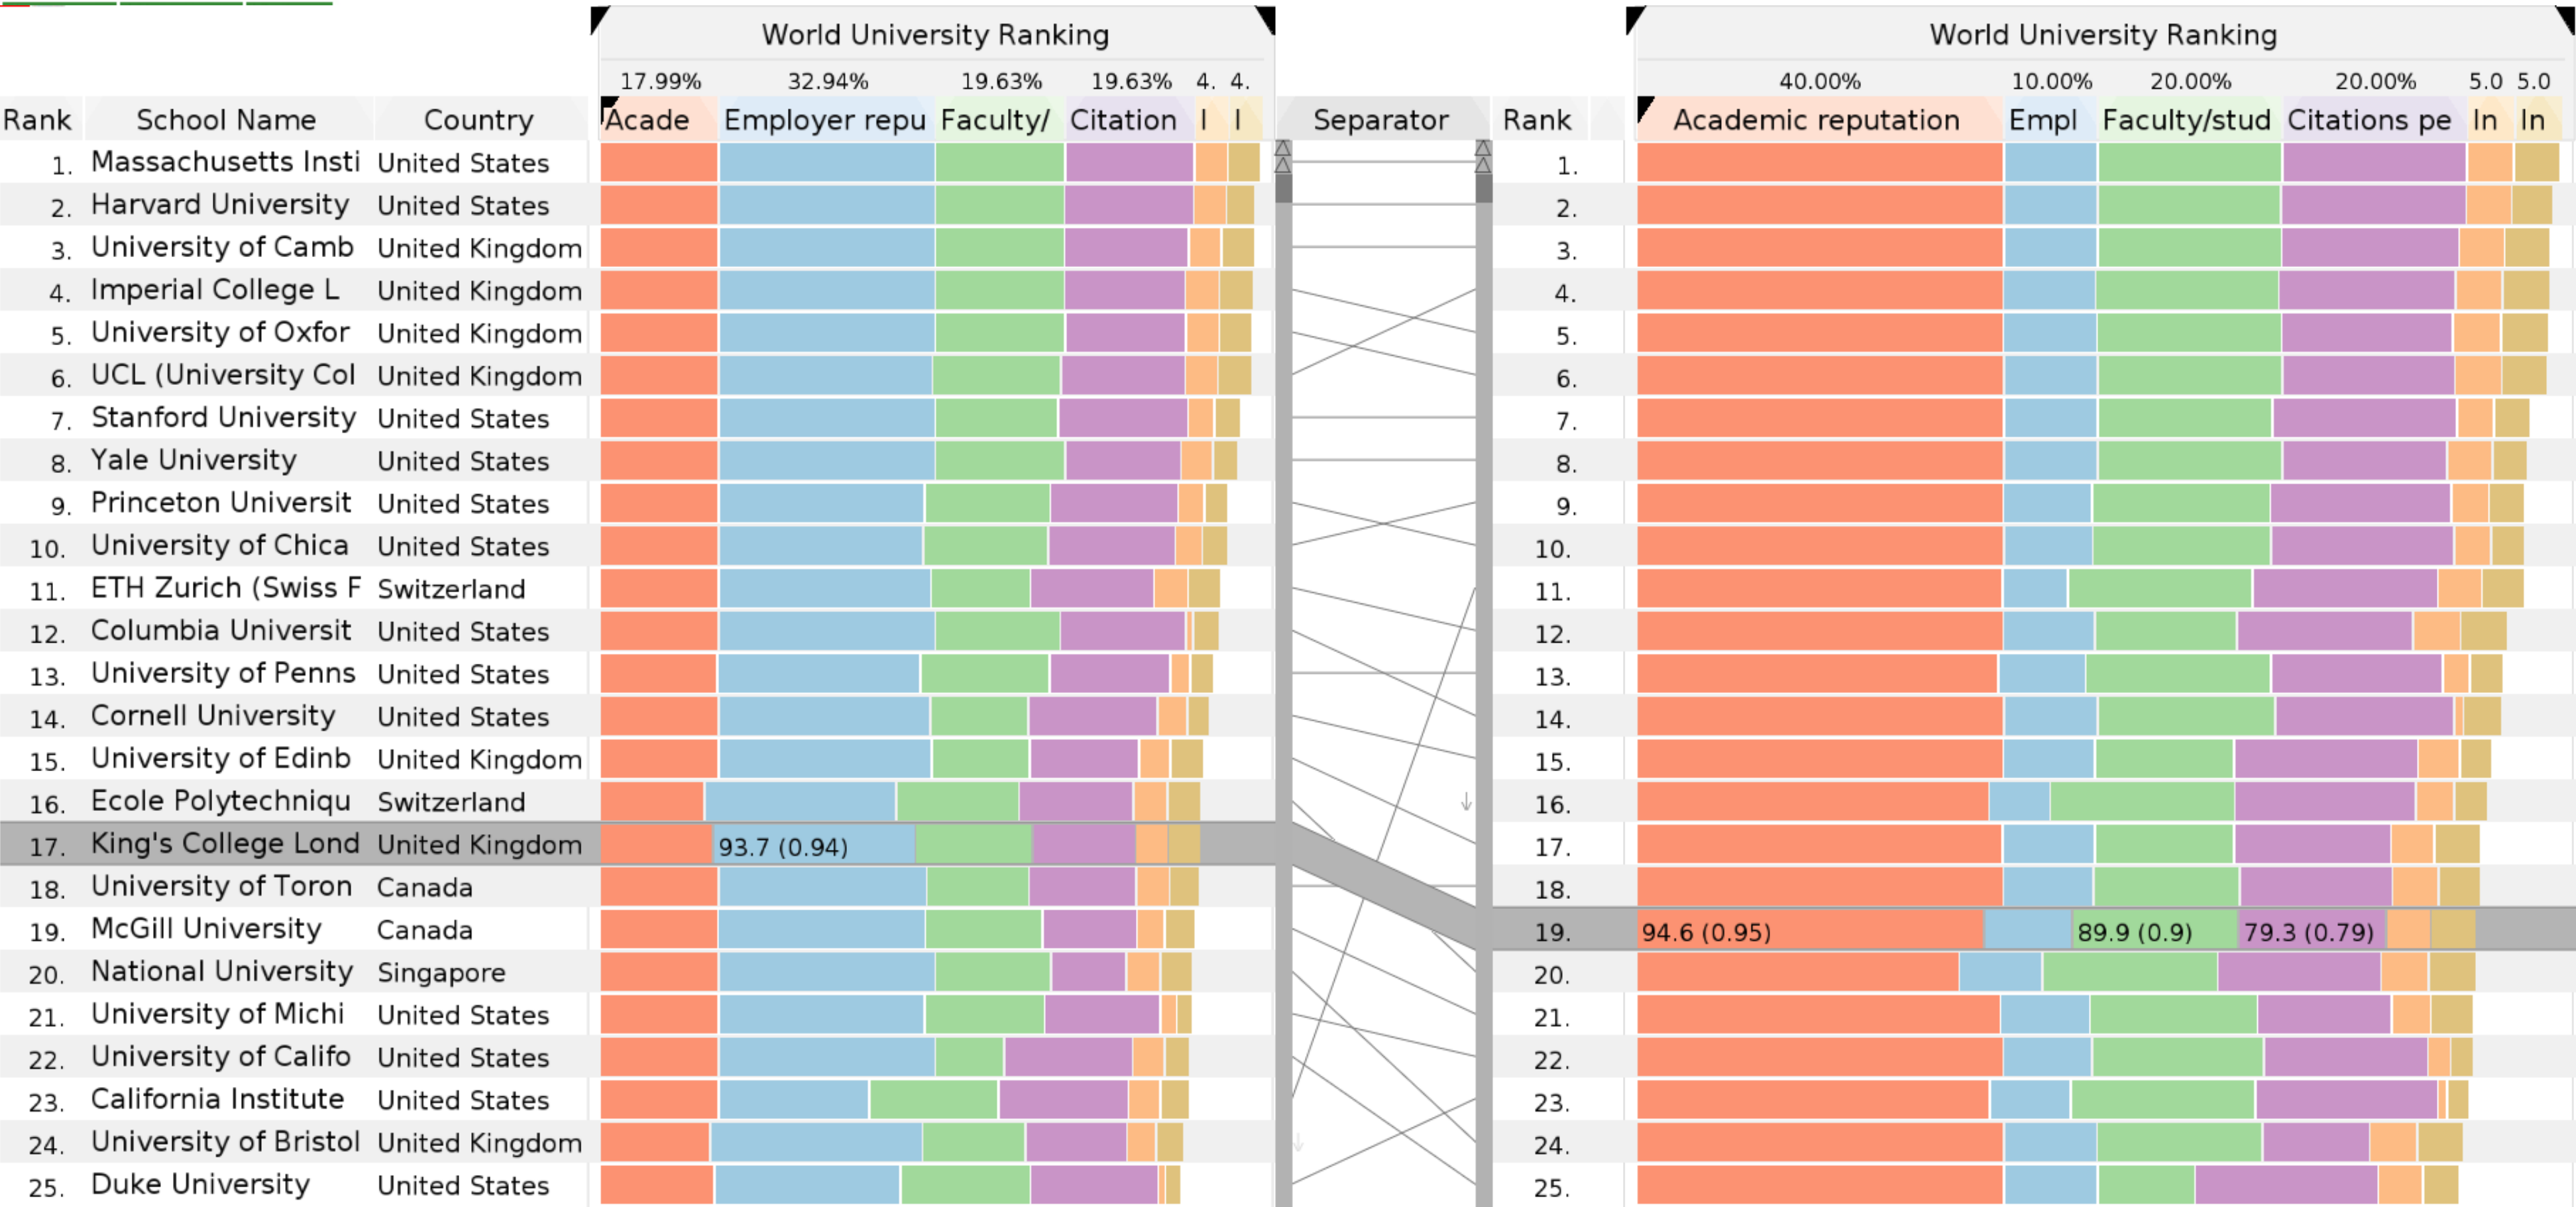 World University Ranking World University Ranking
17.99% 32.94% 19.63% 19.63% 4. 4. 40.00% 10.00% 20.00% 20.00% 5.0 5.0
Rank School Name Country Acade Employer repu Faculty/ Citation I I Separator Rank Academic reputation Empl Faculty/stud Citations pe In In
1. Massachusetts Insti United States 1.
2. Harvard University United States 2.
3. University of Camb United Kingdom 3.
4. Imperial College L United Kingdom 4.
5. University of Oxfor United Kingdom 5.
6. UCL (University Col United Kingdom 6.
7. Stanford University United States 7.
8. Yale University United States 8.
9. Princeton Universit United States 9.
10. University of Chica United States 10.
11. ETH Zurich (Swiss F Switzerland 11.
12. Columbia Universit United States 12.
13. University of Penns United States 13.
14. Cornell University United States 14.
15. University of Edinb United Kingdom 15.
16. Ecole Polytechniqu Switzerland 16.
17. King's College Lond United Kingdom 93.7 (0.94) 17.
18. University of Toron Canada 18.
19. McGill University Canada 19. 94.6 (0.95) 89.9 (0.9) 79.3 (0.79)
20. National University Singapore 20.
21. University of Michi United States 21.
22. University of Califo United States 22.
23. California Institute United States 23.
24. University of Bristol United Kingdom 24.
25. Duke University United States 25.